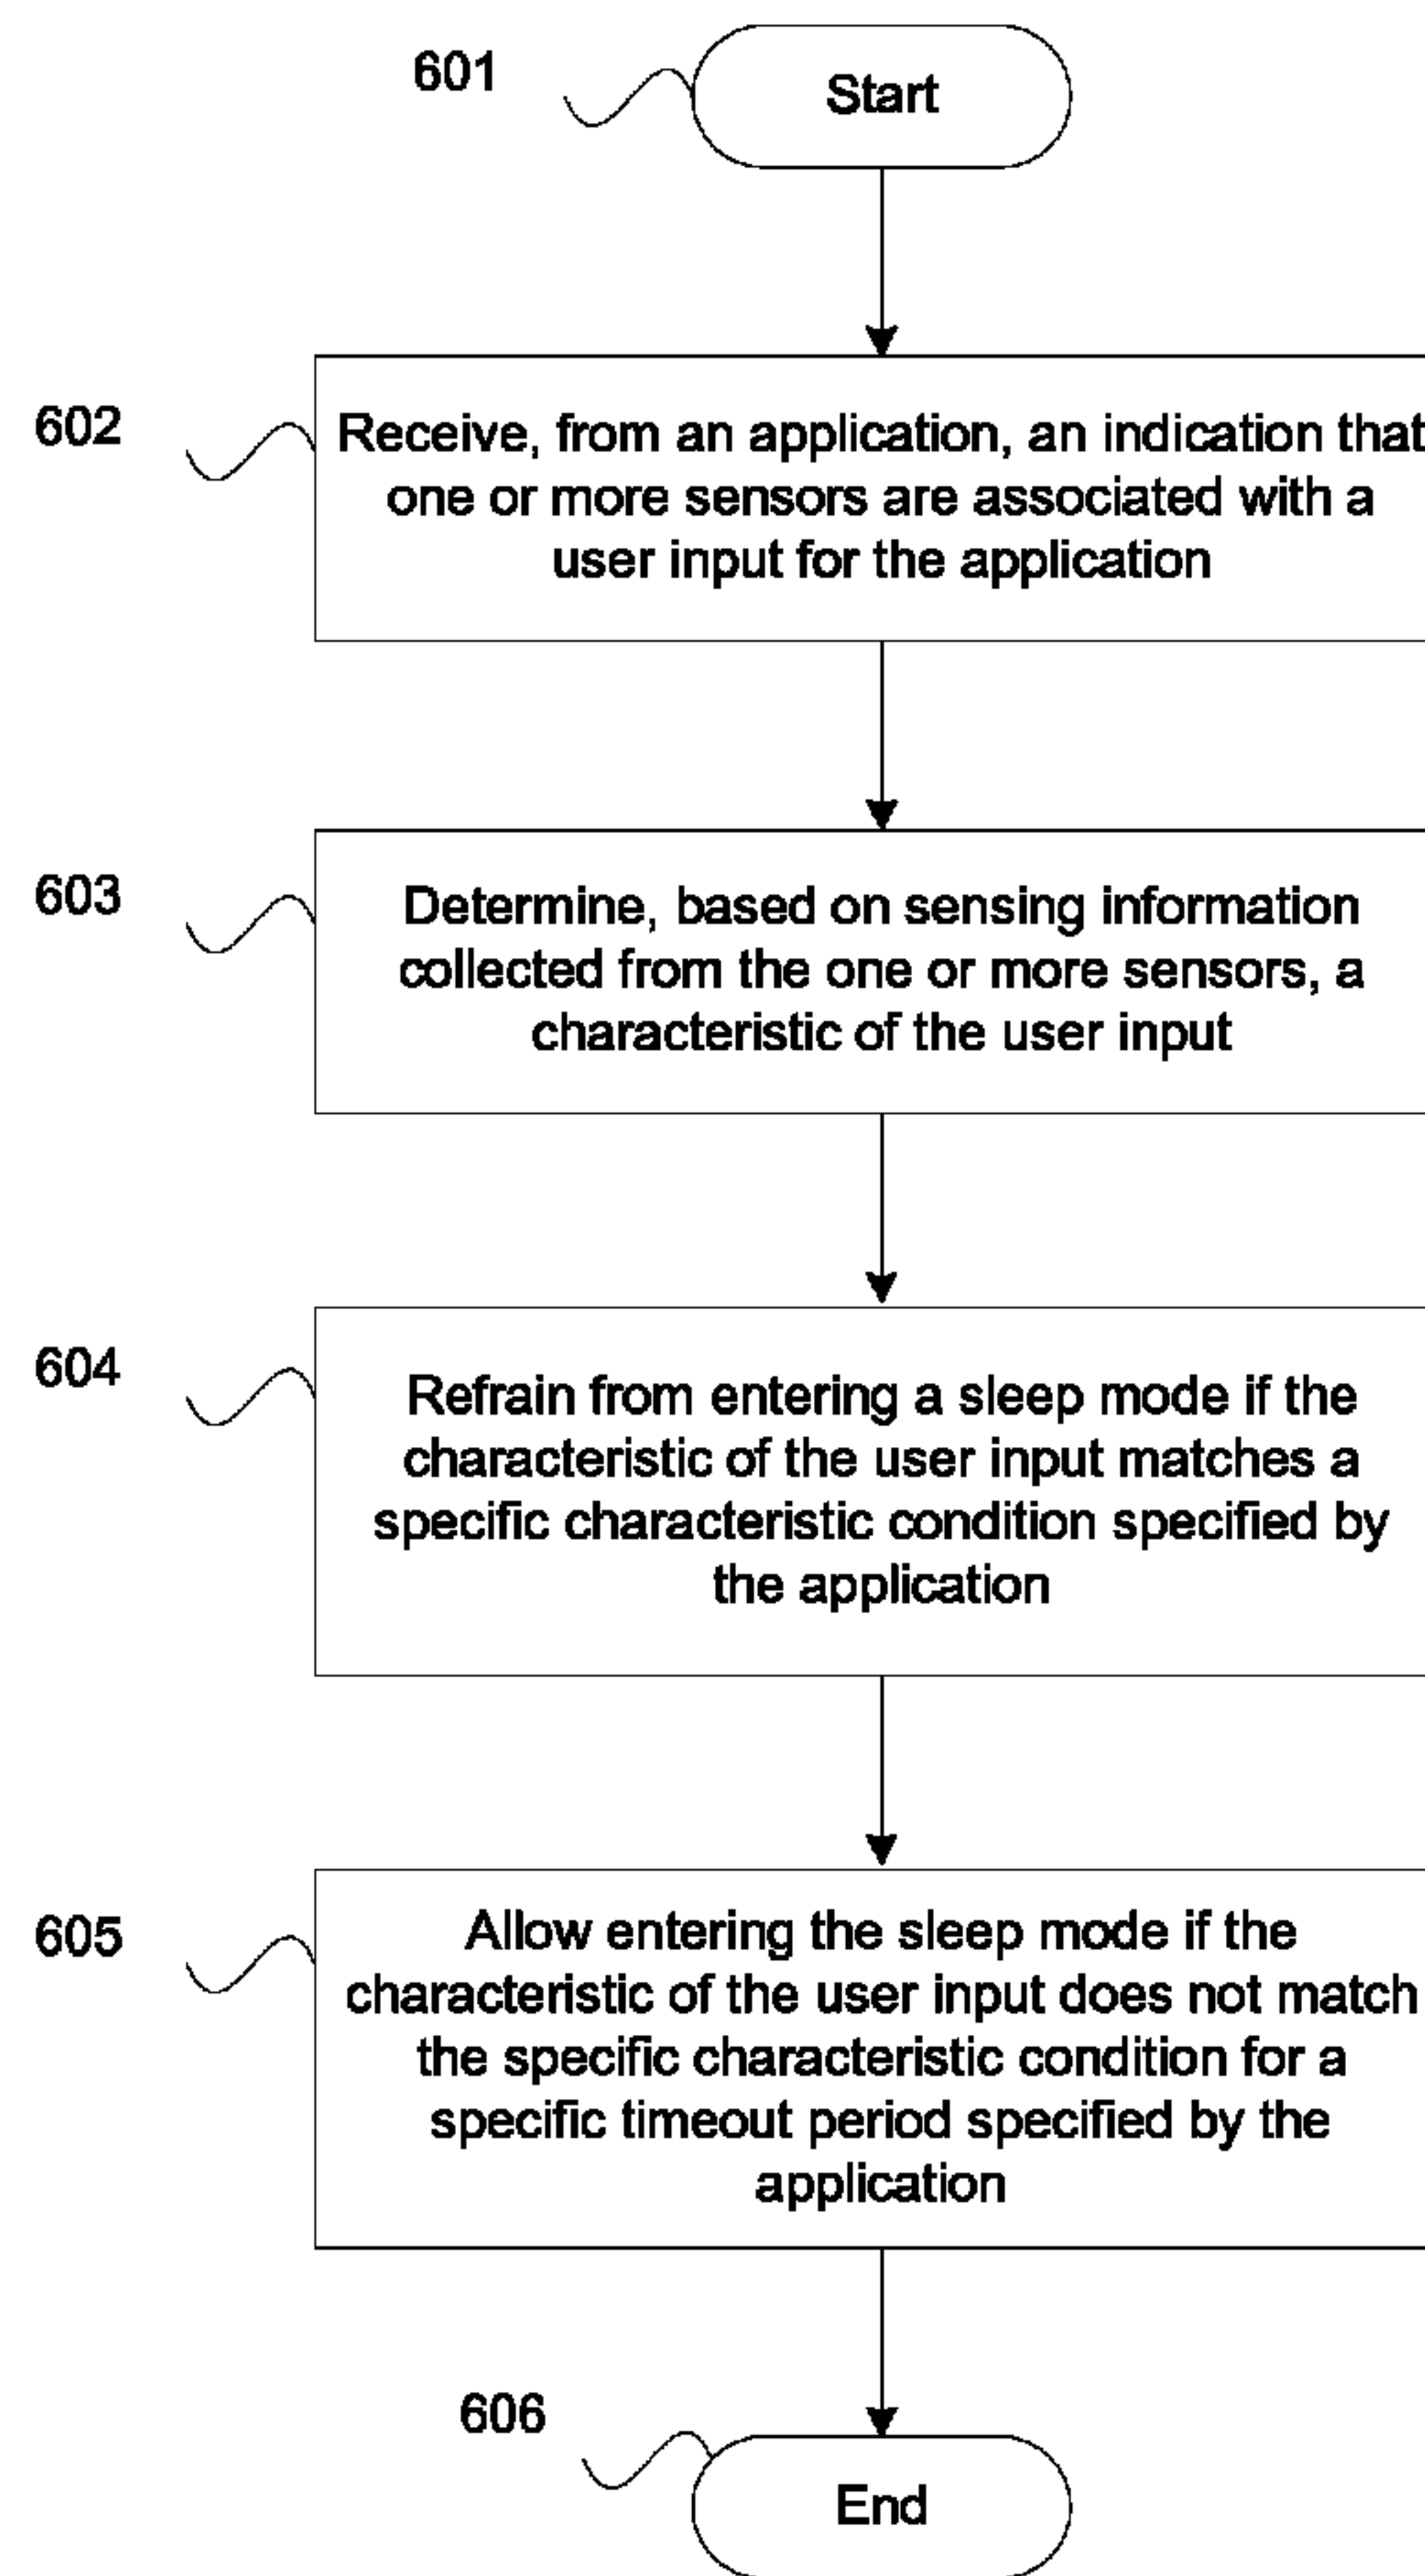 601
Start
602
Receive, from an application, an indication that
one or more sensors are associated with a
user input for the application
603
Determine, based on sensing information
collected from the one or more sensors, a
characteristic of the user input
604
Refrain from entering a sleep mode if the
characteristic of the user input matches a
specific characteristic condition specified by
the application
605
Allow entering the sleep mode if the
characteristic of the user input does not match
the specific characteristic condition for a
specific timeout period specified by the
application
606
End